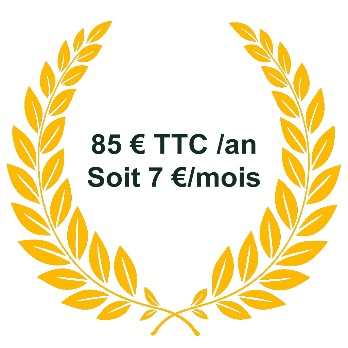 85 € TTC /an
Soit 7 €/mois